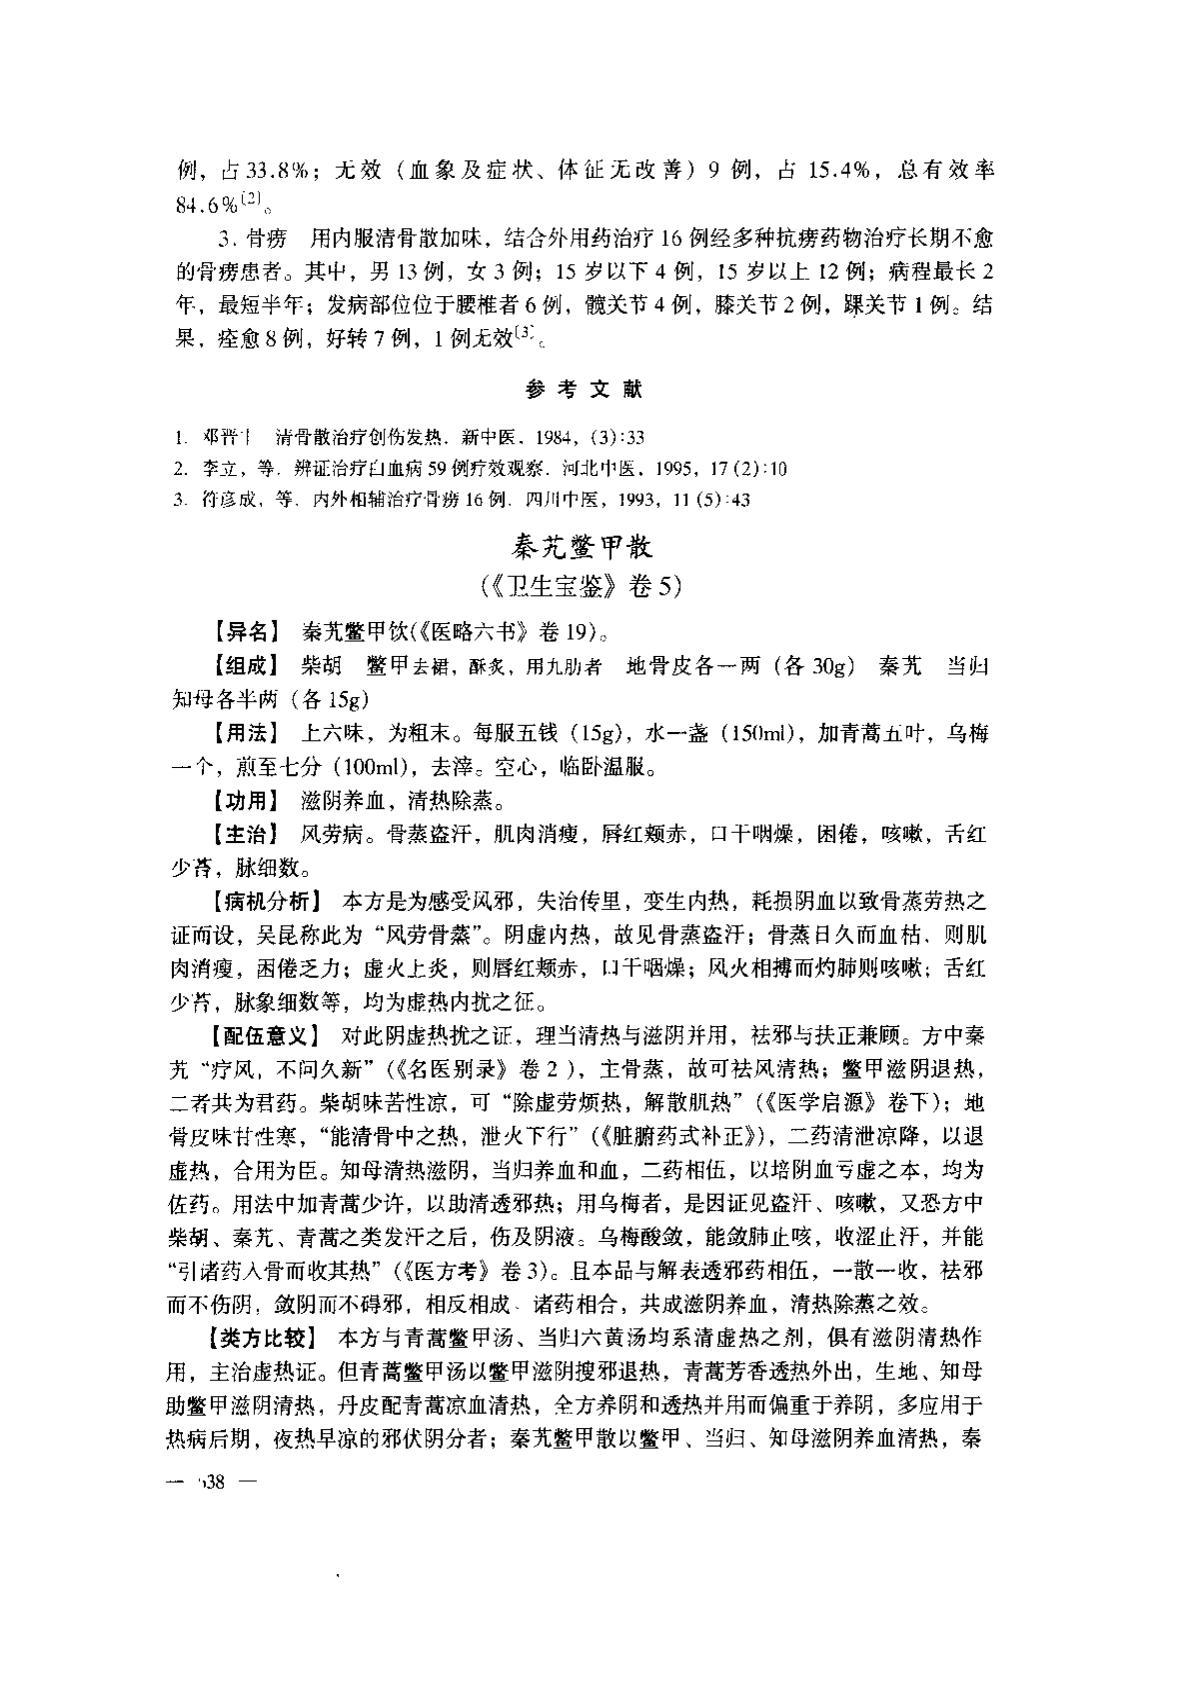 例，占33.8%；无效（血象及症状、体征无改善）9 例，占 15.4%，总有效率
84.6%〔2〕。
3. 骨痨　用内服清骨散加味，结合外用药治疗 16 例经多种抗痨药物治疗长期不愈
的骨痨患者。其中，男 13 例，女 3 例；15 岁以下 4 例，15 岁以上 12 例；病程最长 2
年，最短半年；发病部位位于腰椎者 6 例，髋关节 4 例，膝关节 2 例，踝关节 1 例。结
果，痊愈 8 例，好转 7 例，1 例无效〔3〕。
参 考 文 献
1. 邓晋　清骨散治疗创伤发热．新中医．1984，(3):33
2. 李立，等．辨证治疗白血病 59 例疗效观察．河北中医．1995，17 (2):10
3. 符彦成，等．内外相辅治疗骨痨 16 例．四川中医，1993，11 (5):43
秦艽鳖甲散
（《卫生宝鉴》卷 5）
【异名】　秦艽鳖甲饮(《医略六书》卷 19)。
【组成】　柴胡　鳖甲去裙，酥炙，用九肋者　地骨皮各一两（各 30g）　秦艽　当归
知母各半两（各 15g）
【用法】　上六味，为粗末。每服五钱（15g），水一盏（150ml），加青蒿五叶，乌梅
一个，煎至七分（100ml），去滓。空心，临卧温服。
【功用】　滋阴养血，清热除蒸。
【主治】　风劳病。骨蒸盗汗，肌肉消瘦，唇红颊赤，口干咽燥，困倦，咳嗽，舌红
少苔，脉细数。
【病机分析】　本方是为感受风邪，失治传里，变生内热，耗损阴血以致骨蒸劳热之
证而设，吴昆称此为“风劳骨蒸”。阴虚内热，故见骨蒸盗汗；骨蒸日久而血枯，则肌
肉消瘦，困倦乏力；虚火上炎，则唇红颊赤，口干咽燥；风火相搏而灼肺则咳嗽；舌红
少苔，脉象细数等，均为虚热内扰之征。
【配伍意义】　对此阴虚热扰之证，理当清热与滋阴并用，祛邪与扶正兼顾。方中秦
艽“疗风，不问久新”（《名医别录》卷 2 ），主骨蒸，故可祛风清热；鳖甲滋阴退热，
二者共为君药。柴胡味苦性凉，可“除虚劳烦热，解散肌热”（《医学启源》卷下）；地
骨皮味甘性寒，“能清骨中之热，泄火下行”（《脏腑药式补正》），二药清泄凉降，以退
虚热，合用为臣。知母清热滋阴，当归养血和血，二药相伍，以培阴血亏虚之本，均为
佐药。用法中加青蒿少许，以助清透邪热；用乌梅者，是因证见盗汗、咳嗽，又恐方中
柴胡、秦艽、青蒿之类发汗之后，伤及阴液。乌梅酸敛，能敛肺止咳，收涩止汗，并能
“引诸药入骨而收其热”（《医方考》卷 3）。且本品与解表透邪药相伍，一散一收，祛邪
而不伤阴，敛阴而不碍邪，相反相成。诸药相合，共成滋阴养血，清热除蒸之效。
【类方比较】　本方与青蒿鳖甲汤、当归六黄汤均系清虚热之剂，俱有滋阴清热作
用，主治虚热证。但青蒿鳖甲汤以鳖甲滋阴搜邪退热，青蒿芳香透热外出，生地、知母
助鳖甲滋阴清热，丹皮配青蒿凉血清热，全方养阴和透热并用而偏重于养阴，多应用于
热病后期，夜热早凉的邪伏阴分者；秦艽鳖甲散以鳖甲、当归、知母滋阴养血清热，秦
— 38 —